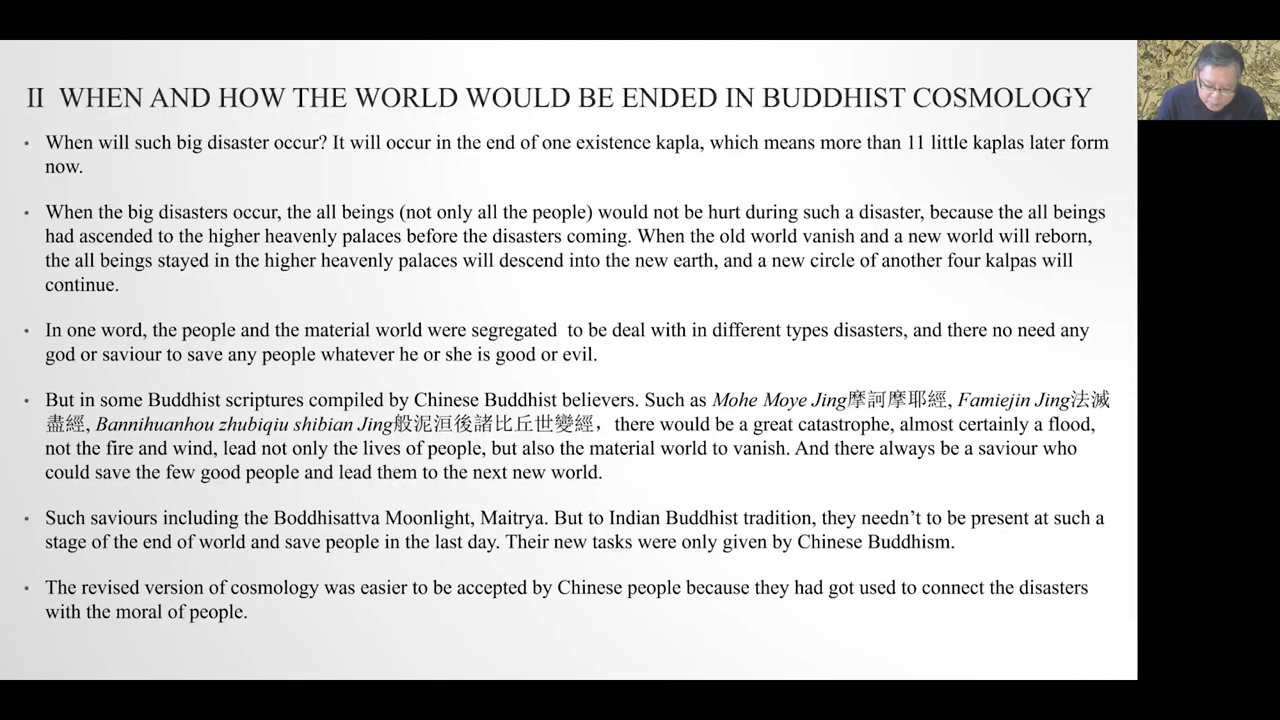 II WHEN AND HOW THE WORLD WOULD BE ENDED IN BUDDHIST COSMOLOGY
• When will such big disaster occur? It will occur in the end of one existence kapla, which means more than 11 little kaplas later form
now.
• When the big disasters occur, the all beings (not only all the people) would not be hurt during such a disaster, because the all beings
had ascended to the higher heavenly palaces before the disasters coming. When the old world vanish and a new world will reborn,
the all beings stayed in the higher heavenly palaces will descend into the new earth, and a new circle of another four kalpas will
continue.
• In one word, the people and the material world were segregated to be deal with in different types disasters, and there no need any
god or saviour to save any people whatever he or she is good or evil.
• But in some Buddhist scriptures compiled by Chinese Buddhist believers. Such as Mohe Moye Jing摩訶摩耶經, Famiejin Jing法滅
盡經, Bannihuanhou zhubiqiu shibian Jing般泥洹後諸比丘世變經，there would be a great catastrophe, almost certainly a flood,
not the fire and wind, lead not only the lives of people, but also the material world to vanish. And there always be a saviour who
could save the few good people and lead them to the next new world.
• Such saviours including the Boddhisattva Moonlight, Maitrya. But to Indian Buddhist tradition, they needn’t to be present at such a
stage of the end of world and save people in the last day. Their new tasks were only given by Chinese Buddhism.
• The revised version of cosmology was easier to be accepted by Chinese people because they had got used to connect the disasters
with the moral of people.